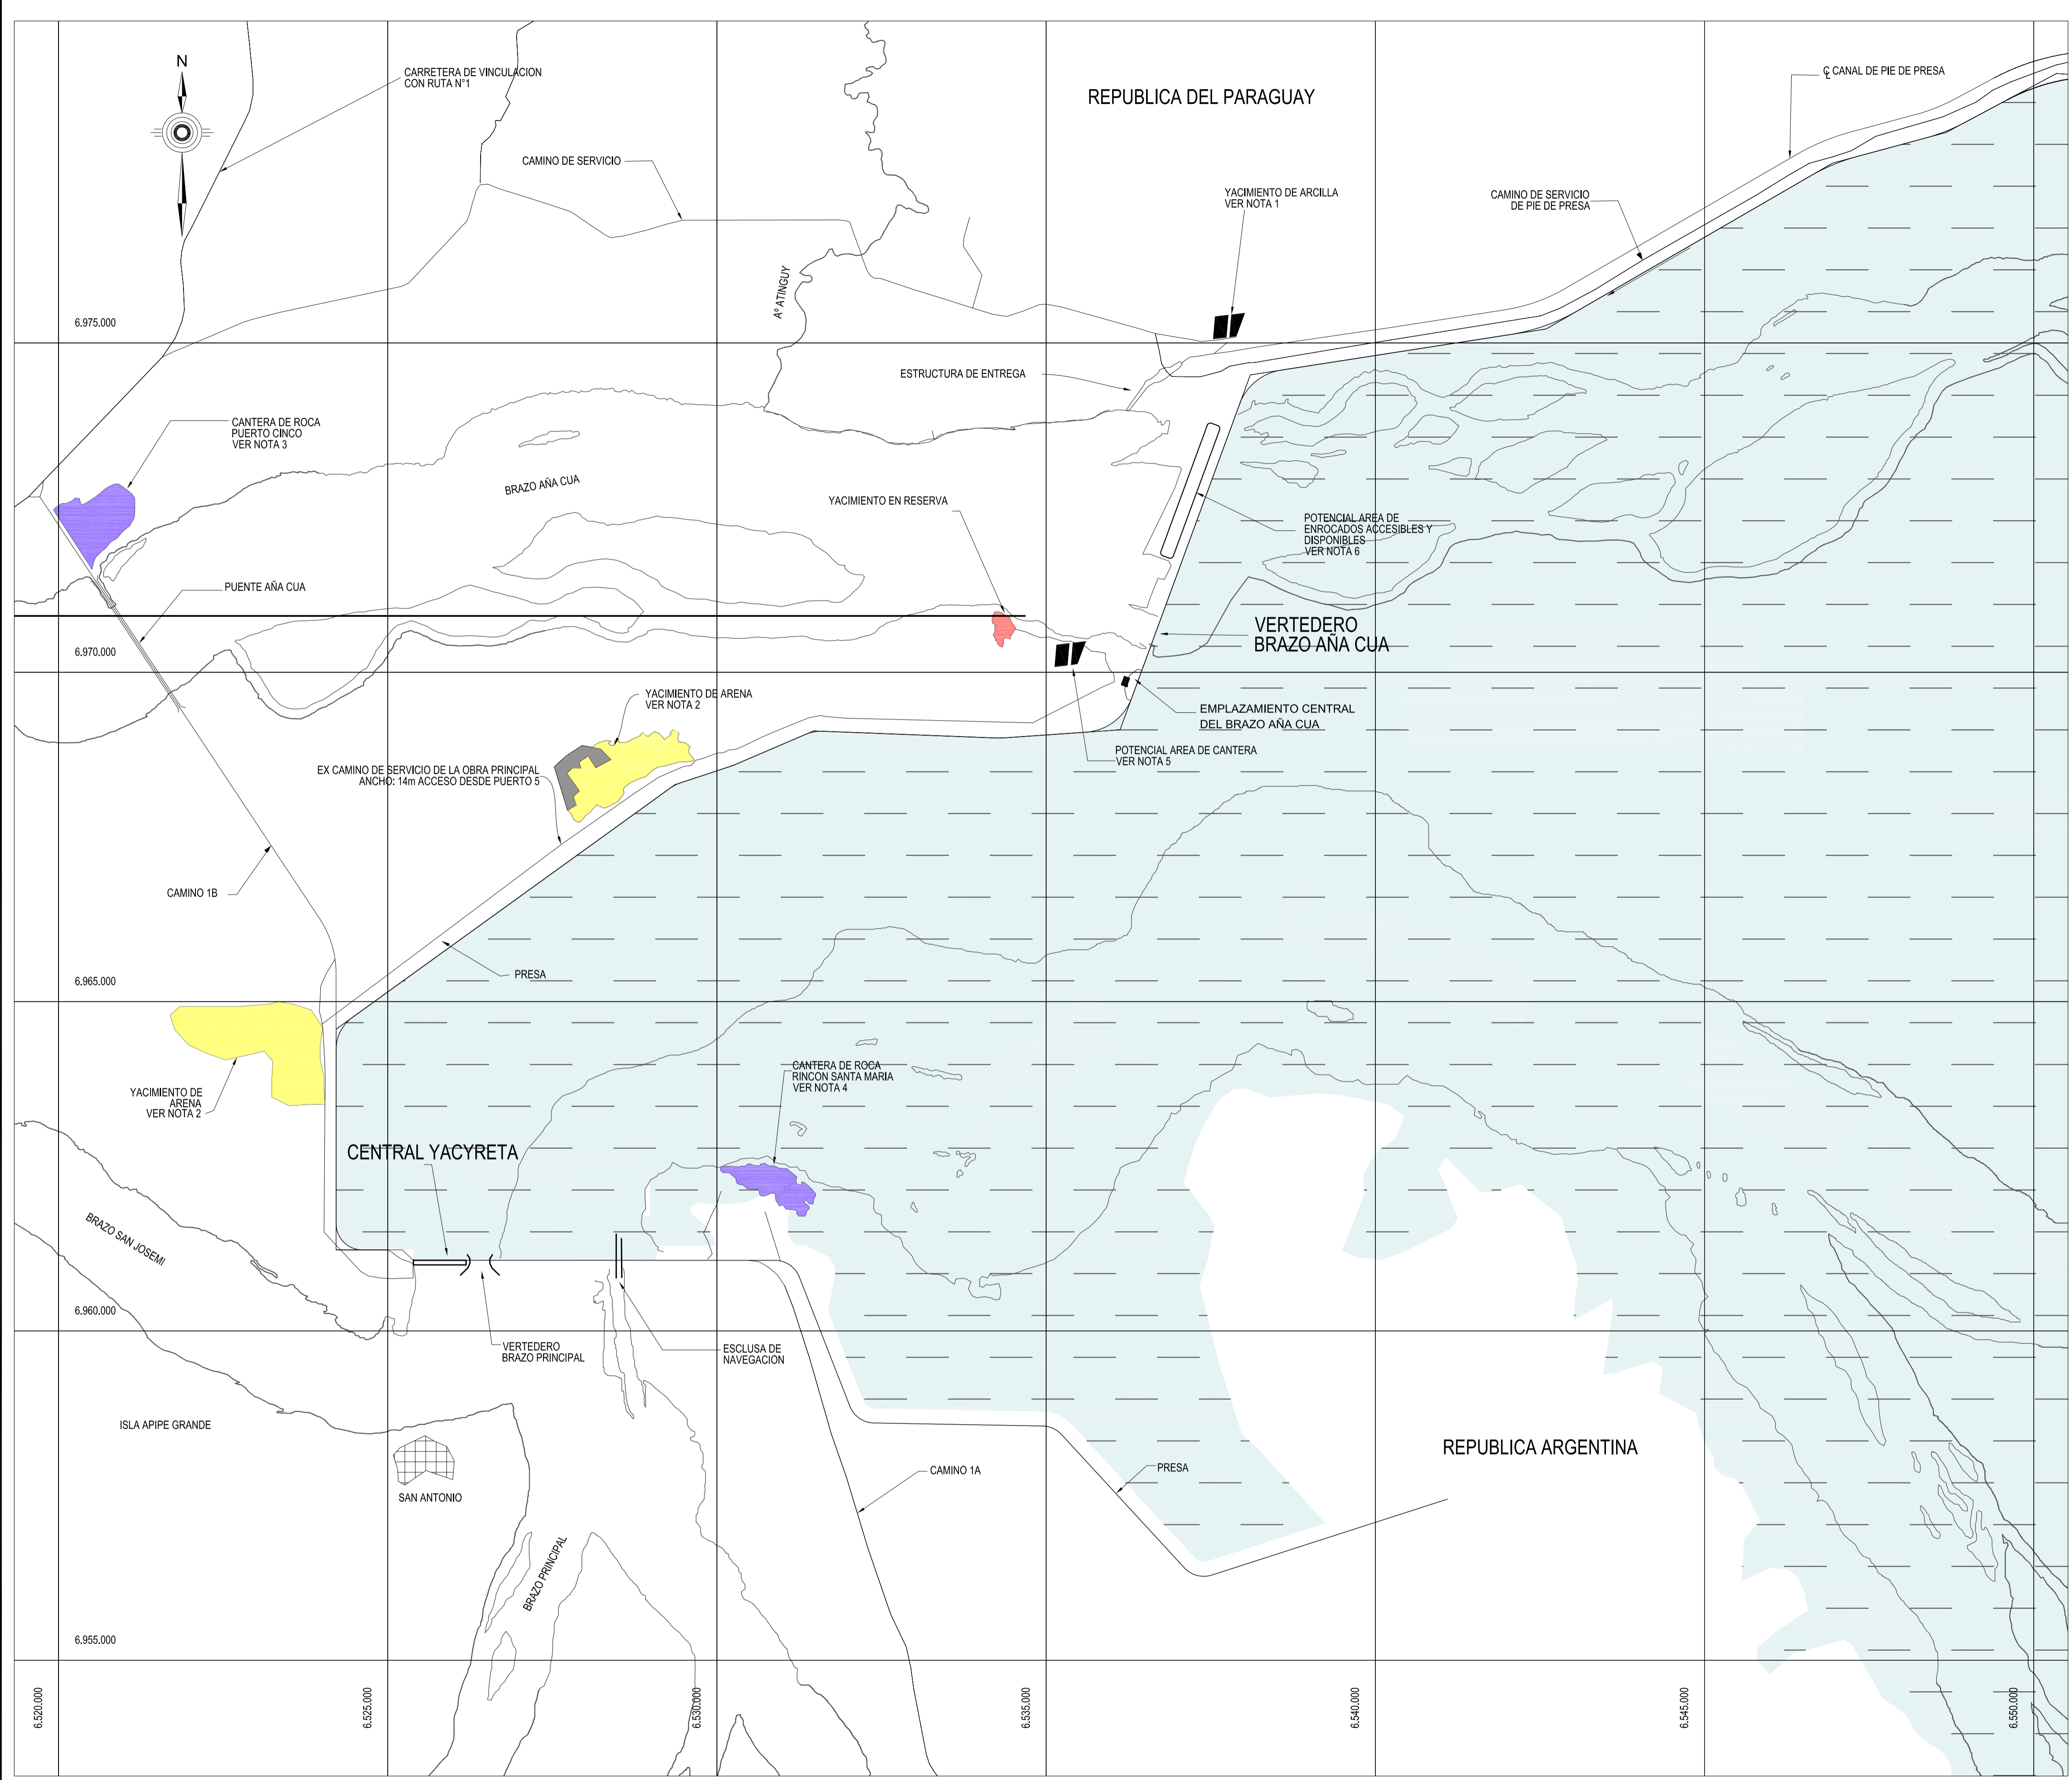 N
CARRETERA DE VINCULACION
CON RUTA N°1
REPUBLICA DEL PARAGUAY
℄ CANAL DE PIE DE PRESA
CAMINO DE SERVICIO
YACIMIENTO DE ARCILLA
VER NOTA 1
CAMINO DE SERVICIO
DE PIE DE PRESA
Aº ATINGUY
6.975.000
ESTRUCTURA DE ENTREGA
CANTERA DE ROCA
PUERTO CINCO
VER NOTA 3
BRAZO AÑA CUA
YACIMIENTO EN RESERVA
POTENCIAL AREA DE
ENROCADOS ACCESIBLES Y
DISPONIBLES
VER NOTA 6
PUENTE AÑA CUA
VERTEDERO
BRAZO AÑA CUA
6.970.000
YACIMIENTO DE ARENA
VER NOTA 2
EMPLAZAMIENTO CENTRAL
DEL BRAZO AÑA CUA
POTENCIAL AREA DE CANTERA
VER NOTA 5
EX CAMINO DE SERVICIO DE LA OBRA PRINCIPAL
ANCHO: 14m ACCESO DESDE PUERTO 5
CAMINO 1B
PRESA
6.965.000
CANTERA DE ROCA
RINCON SANTA MARIA
VER NOTA 4
YACIMIENTO DE
ARENA
VER NOTA 2
CENTRAL YACYRETA
BRAZO SAN JOSEMI
6.960.000
VERTEDERO
BRAZO PRINCIPAL
ESCLUSA DE
NAVEGACION
ISLA APIPE GRANDE
REPUBLICA ARGENTINA
CAMINO 1A
PRESA
SAN ANTONIO
BRAZO PRINCIPAL
6.955.000
6.520.000
6.525.000
6.530.000
6.535.000
6.540.000
6.545.000
6.550.000